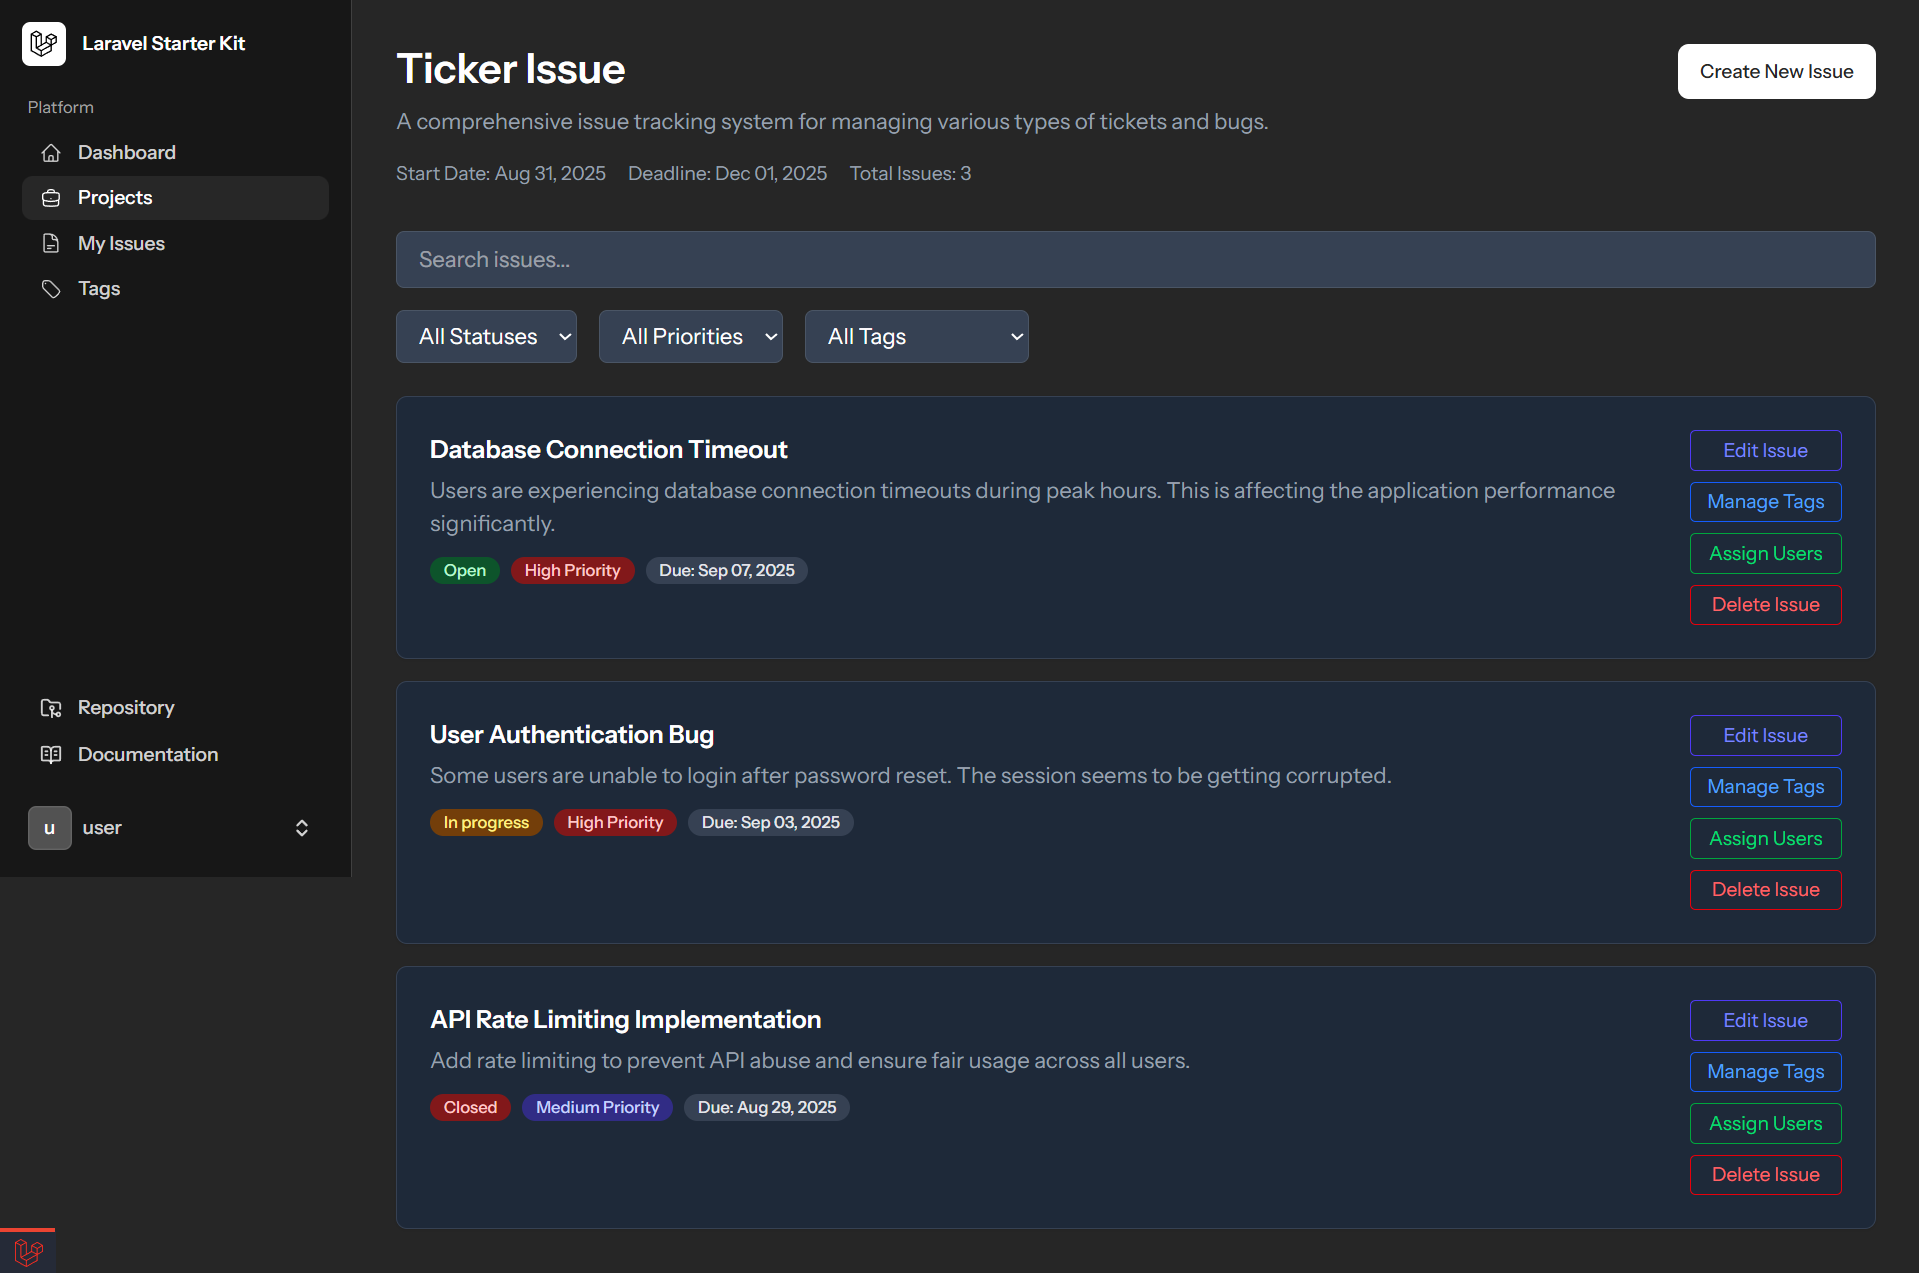 Laravel Starter Kit
Platform
Dashboard
Projects
My Issues
Tags
Repository
Documentation
u user
Ticker Issue
Create New Issue
A comprehensive issue tracking system for managing various types of tickets and bugs.
Start Date: Aug 31, 2025 Deadline: Dec 01, 2025 Total Issues: 3
Search issues...
All Statuses All Priorities All Tags
Database Connection Timeout
Users are experiencing database connection timeouts during peak hours. This is affecting the application performance
significantly.
Open High Priority Due: Sep 07, 2025
Edit Issue
Manage Tags
Assign Users
Delete Issue
User Authentication Bug
Some users are unable to login after password reset. The session seems to be getting corrupted.
In progress High Priority Due: Sep 03, 2025
Edit Issue
Manage Tags
Assign Users
Delete Issue
API Rate Limiting Implementation
Add rate limiting to prevent API abuse and ensure fair usage across all users.
Closed Medium Priority Due: Aug 29, 2025
Edit Issue
Manage Tags
Assign Users
Delete Issue